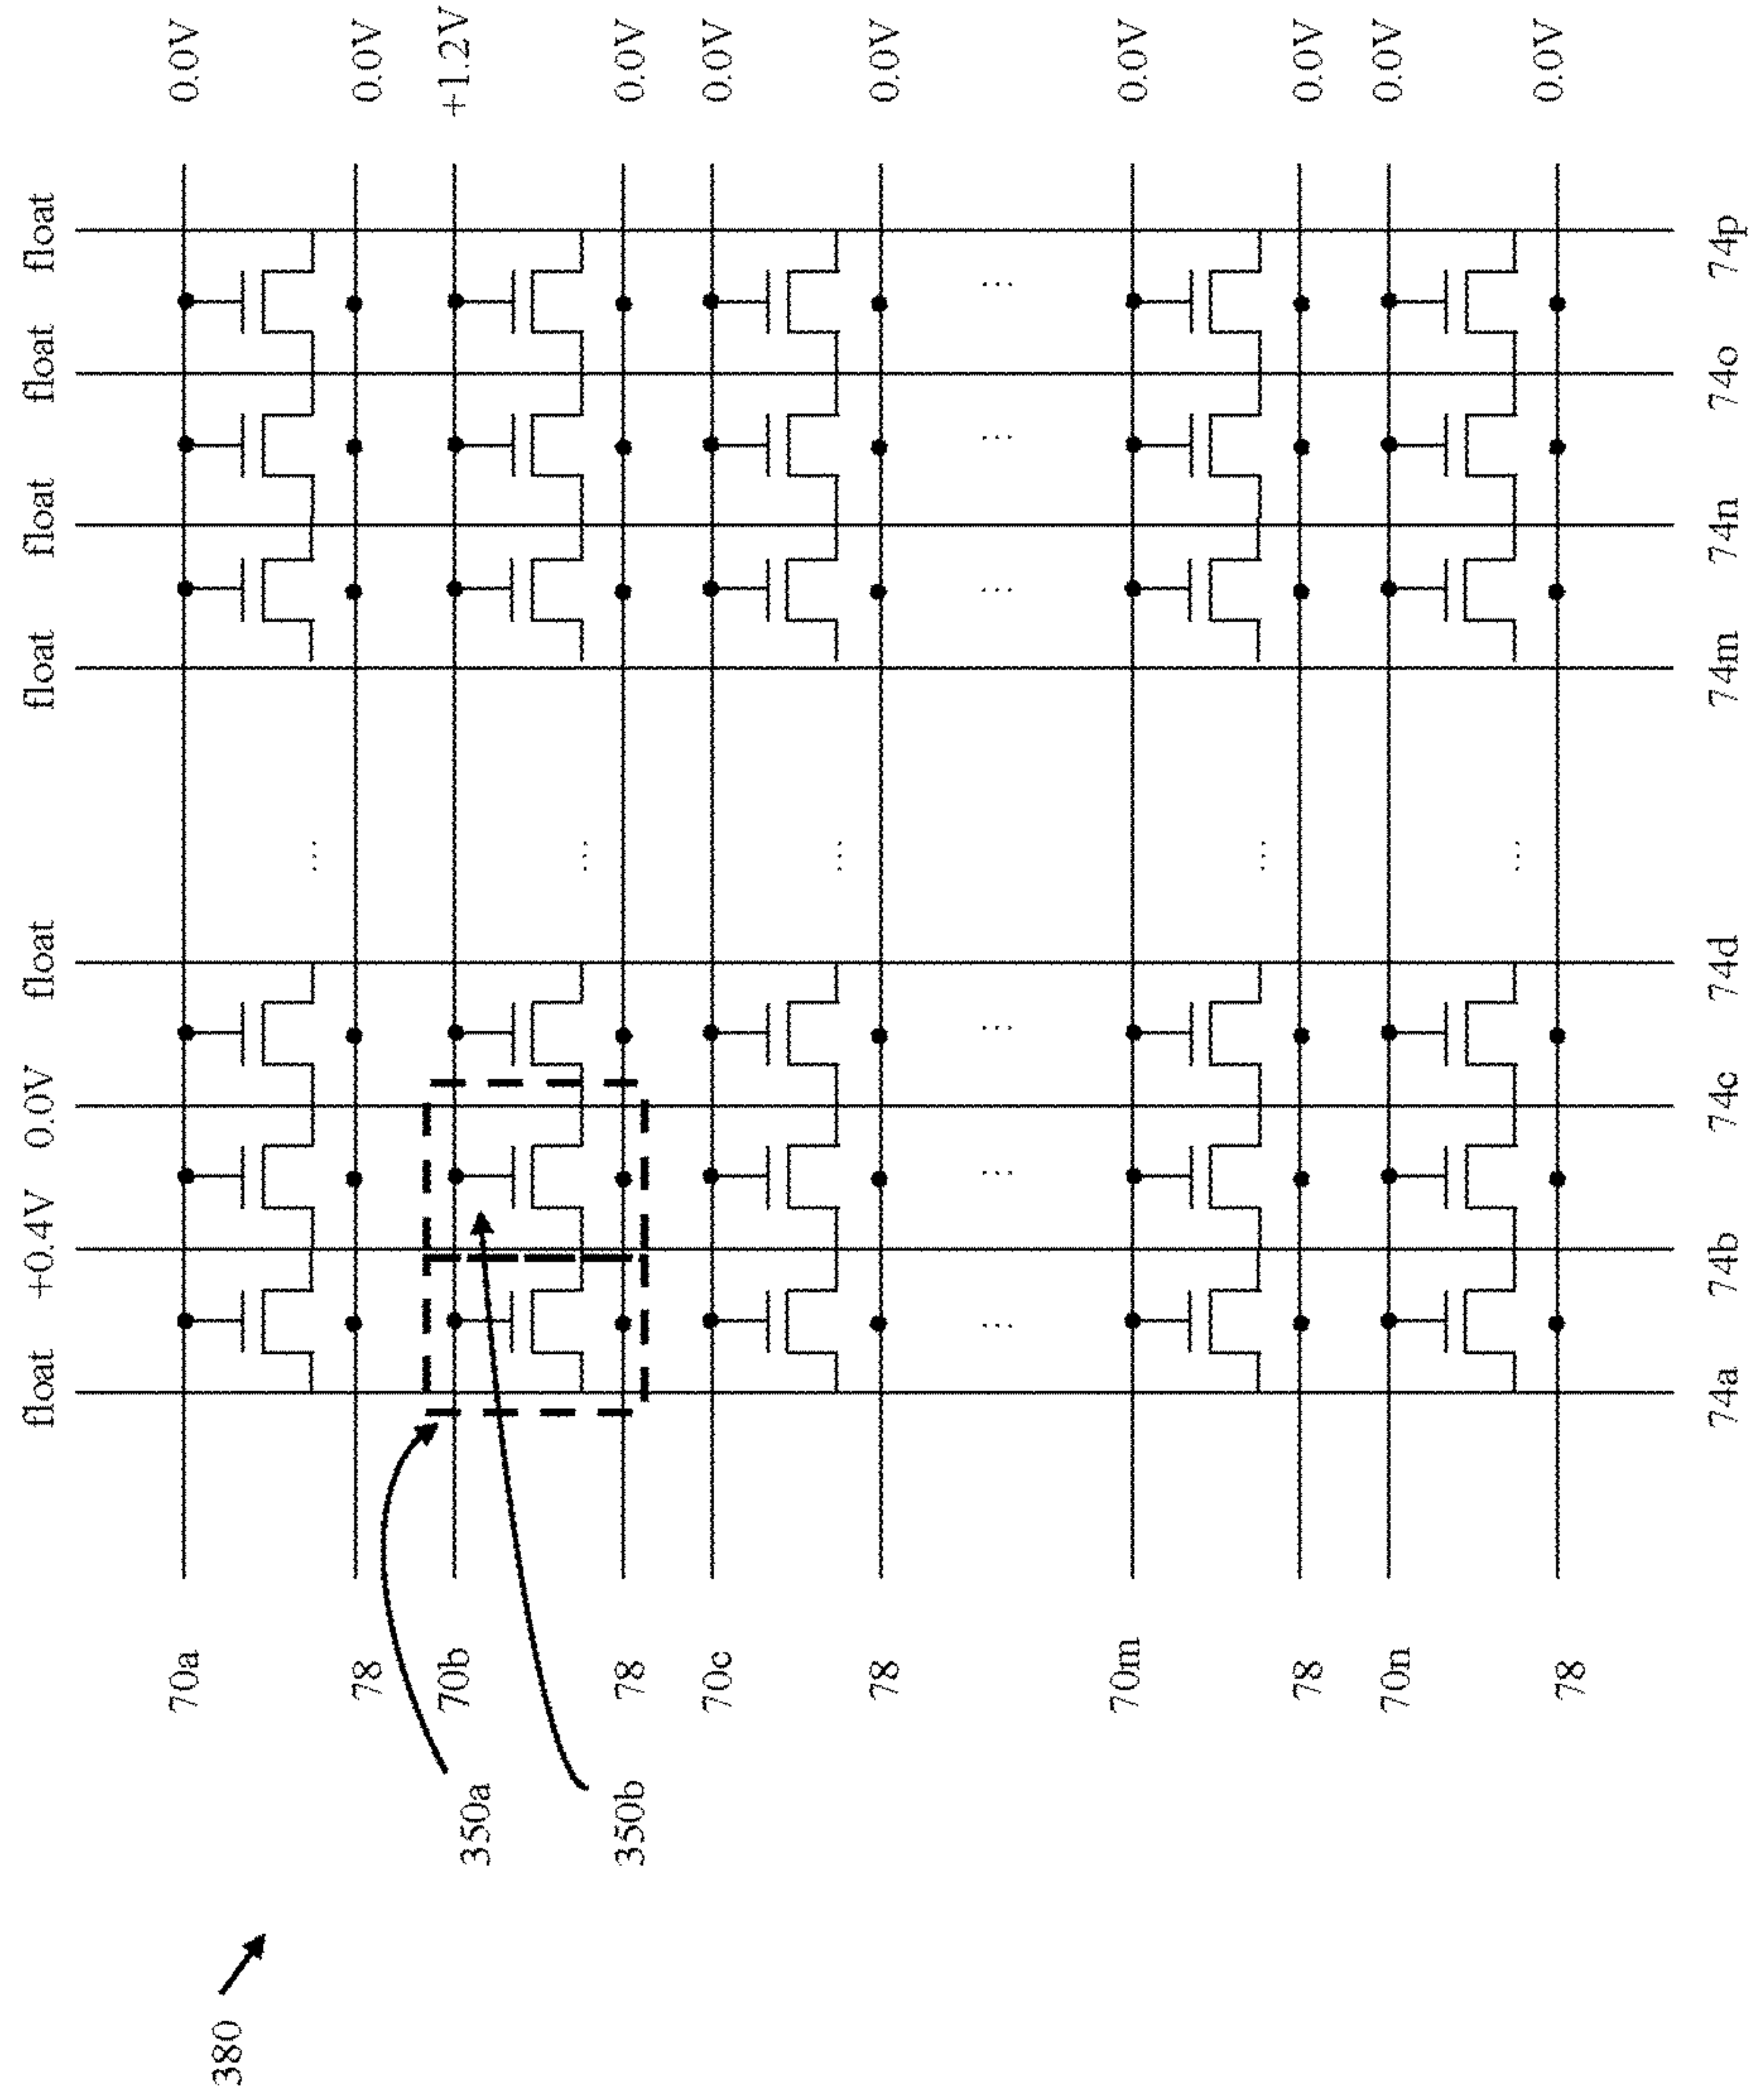 float +0.4V 0.0V float float float float float
70a 0.0V
380
78 0.0V
70b +1.2V
350a
78 0.0V
350b
70c 0.0V
78 0.0V
70m 0.0V
78 0.0V
70n 0.0V
78 0.0V
74a 74b 74c 74d 74m 74n 74o 74p